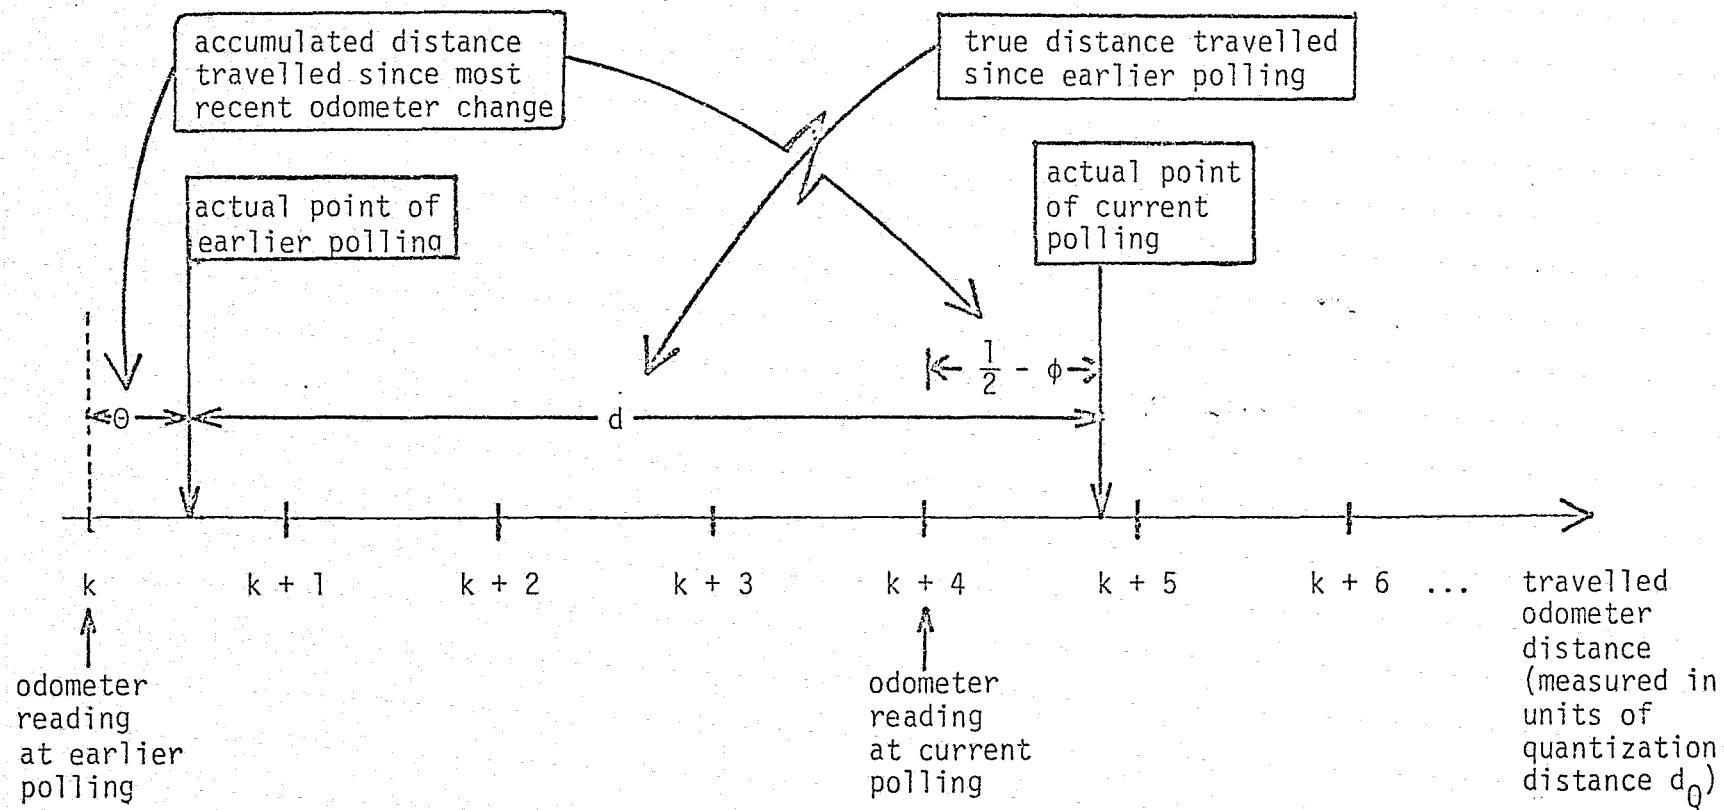 accumulated distance
travelled since most
recent odometer change
true distance travelled
since earlier polling
actual point of
earlier polling
actual point
of current
polling
1/2 - ϕ
Θ
d
k
k + 1
k + 2
k + 3
k + 4
k + 5
k + 6
...
travelled
odometer
distance
(measured in
units of
quantization
distance d_Q)
odometer
reading
at earlier
polling
odometer
reading
at current
polling